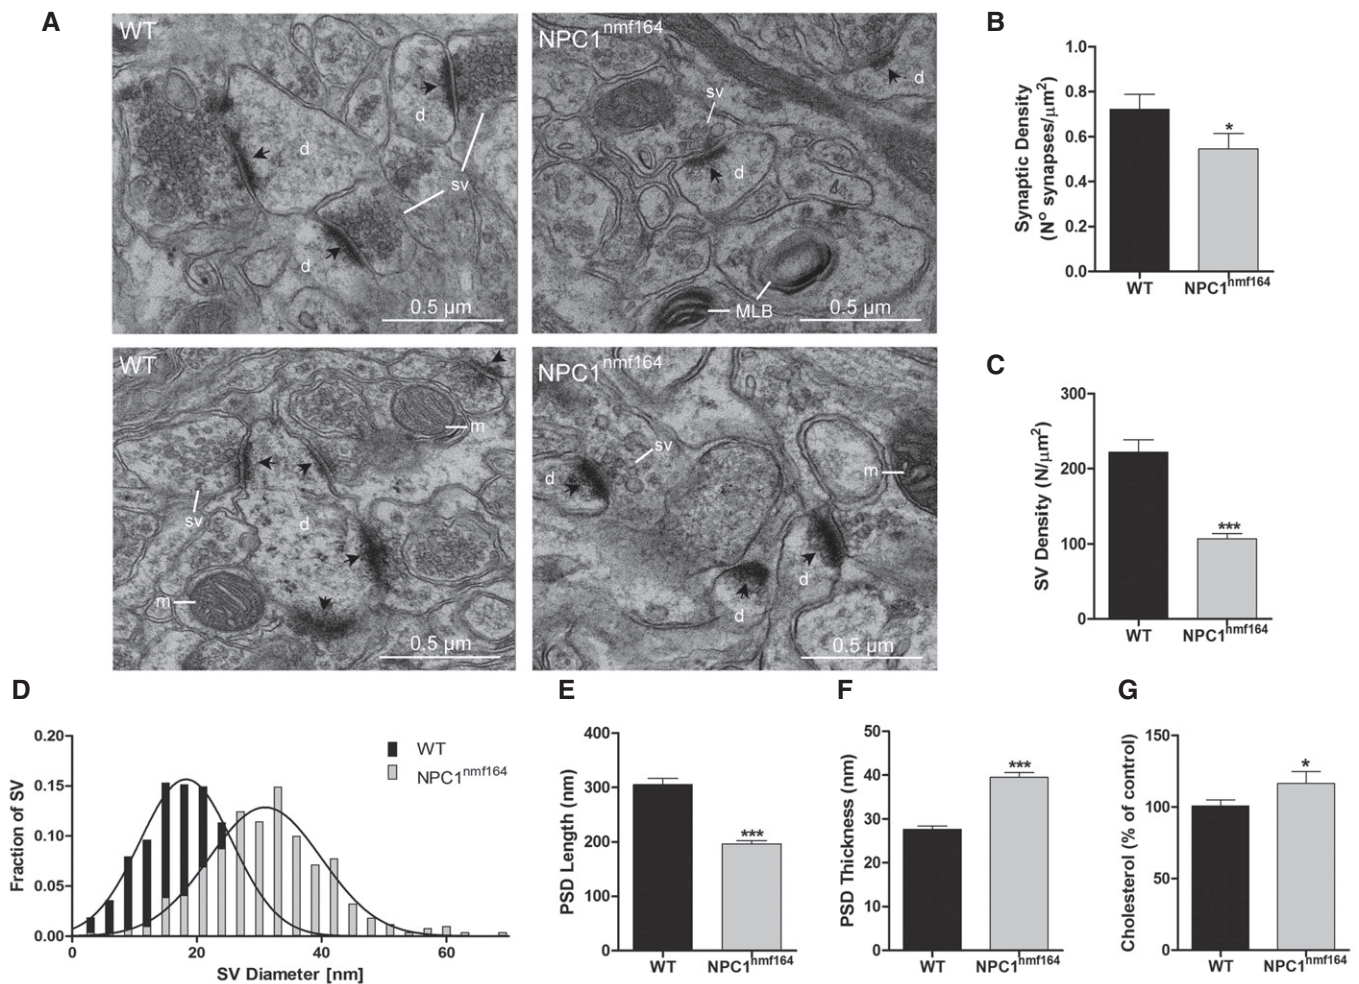 A
WT
d
d
sv
d
0.5 µm
NPC1nmf164
sv
d
d
MLB
0.5 µm
WT
m
sv
d
m
0.5 µm
NPC1nmf164
sv
d
m
d
d
0.5 µm
B
Synaptic Density
(N° synapses/µm2)
1.0
0.8
0.6
0.4
0.2
0.0
*
WT
NPC1hmf164
C
SV Density (N/µm2)
300
200
100
0
***
WT
NPC1hmf164
D
Fraction of SV
0.20
0.15
0.10
0.05
0.00
0
20
40
60
SV Diameter [nm]
WT
NPC1nmf164
E
PSD Length (nm)
400
300
200
100
0
***
WT
NPC1hmf164
F
PSD Thickness (nm)
50
40
30
20
10
0
***
WT
NPC1hmf164
G
Cholesterol (% of control)
150
100
50
0
*
WT
NPC1hmf164